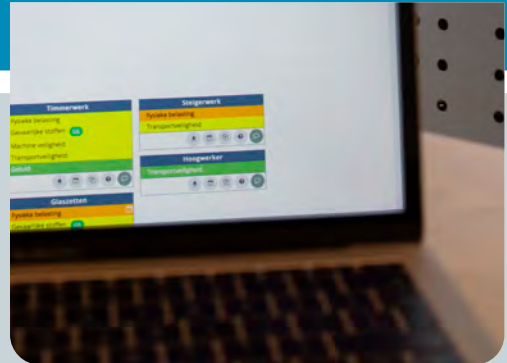 Timmerwerk
Fysieke belasting
Gevaarlijke stoffen
Machine veiligheid
Transportveiligheid
Geluid
Steigerwerk
Fysieke belasting
Transportveiligheid
Hoogwerker
Transportveiligheid
Glaszetten
Fysieke belasting
Gevaarlijke stoffen